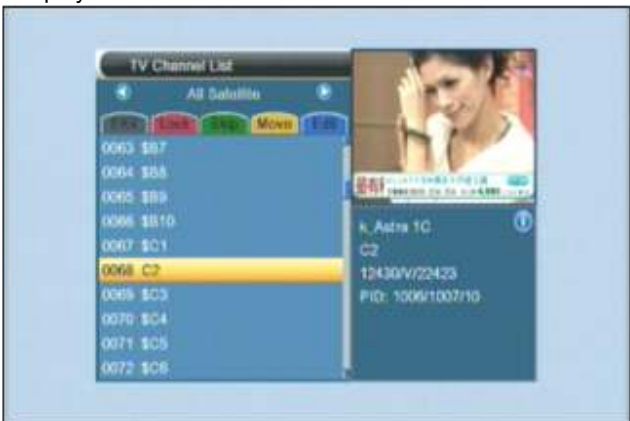 TV Channel List
All Satellite
Fav Lock Skip Move Edit
0063 $B7
0064 $B8
0065 $B9
0066 $B10
0067 $C1
0068 C2
0069 $C3
0070 $C4
0071 $C5
0072 $C6
k_Astra 1C
C2
12430/V/22423
PID: 1006/1007/10